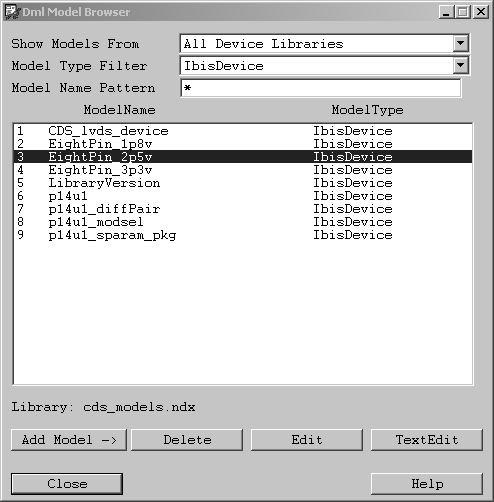 Dml Model Browser
Show Models From All Device Libraries
Model Type Filter IbisDevice
Model Name Pattern *
ModelName ModelType
1 CDS_lvds_device IbisDevice
2 EightPin_1p8v IbisDevice
3 EightPin_2p5v IbisDevice
4 EightPin_3p3v IbisDevice
5 LibraryVersion IbisDevice
6 p14u1 IbisDevice
7 p14u1_diffPair IbisDevice
8 p14u1_modsel IbisDevice
9 p14u1_sparam_pkg IbisDevice
Library: cds_models.ndx
Add Model -> Delete Edit TextEdit
Close Help